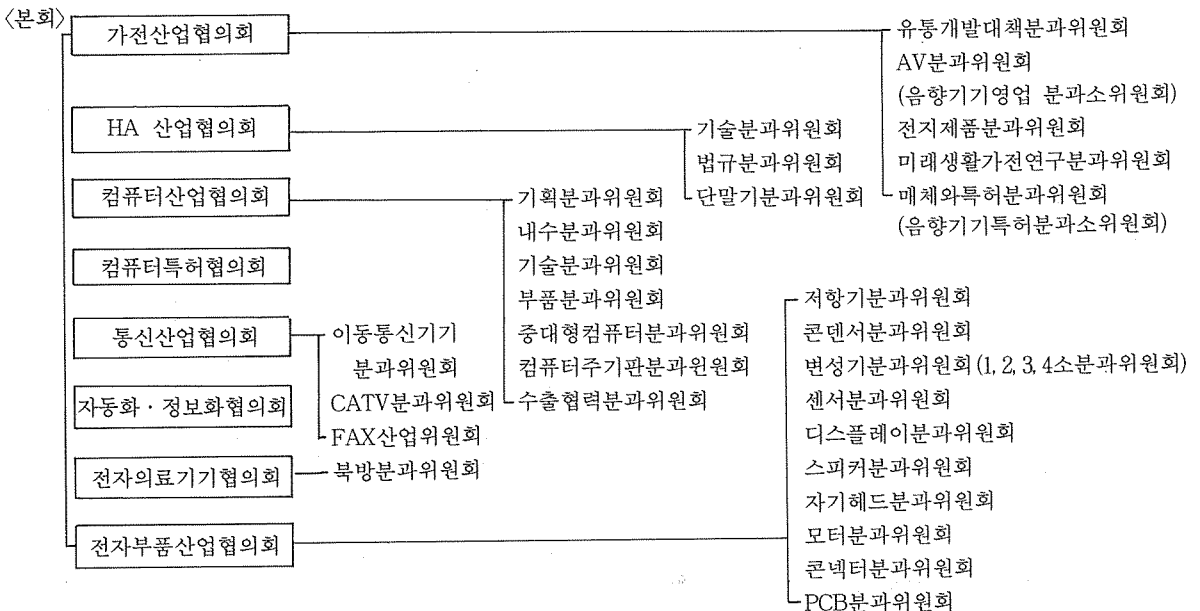 〈본회〉
가전산업협의회
유통개발대책분과위원회
AV분과위원회
(음향기기영업 분과소위원회)
전지제품분과위원회
미래생활가전연구분과위원회
매체와특허분과위원회
(음향기기특허분과소위원회)
HA 산업협의회
기술분과위원회
법규분과위원회
단말기분과위원회
컴퓨터산업협의회
기획분과위원회
내수분과위원회
기술분과위원회
부품분과위원회
중대형컴퓨터분과위원회
컴퓨터주기판분과윈원회
수출협력분과위원회
컴퓨터특허협의회
통신산업협의회
이동통신기기
분과위원회
CATV분과위원회
FAX산업위원회
자동화·정보화협의회
전자의료기기협의회
북방분과위원회
전자부품산업협의회
저항기분과위원회
콘덴서분과위원회
변성기분과위원회(1, 2, 3, 4소분과위원회)
센서분과위원회
디스플레이분과위원회
스피커분과위원회
자기헤드분과위원회
모터분과위원회
콘넥터분과위원회
PCB분과위원회